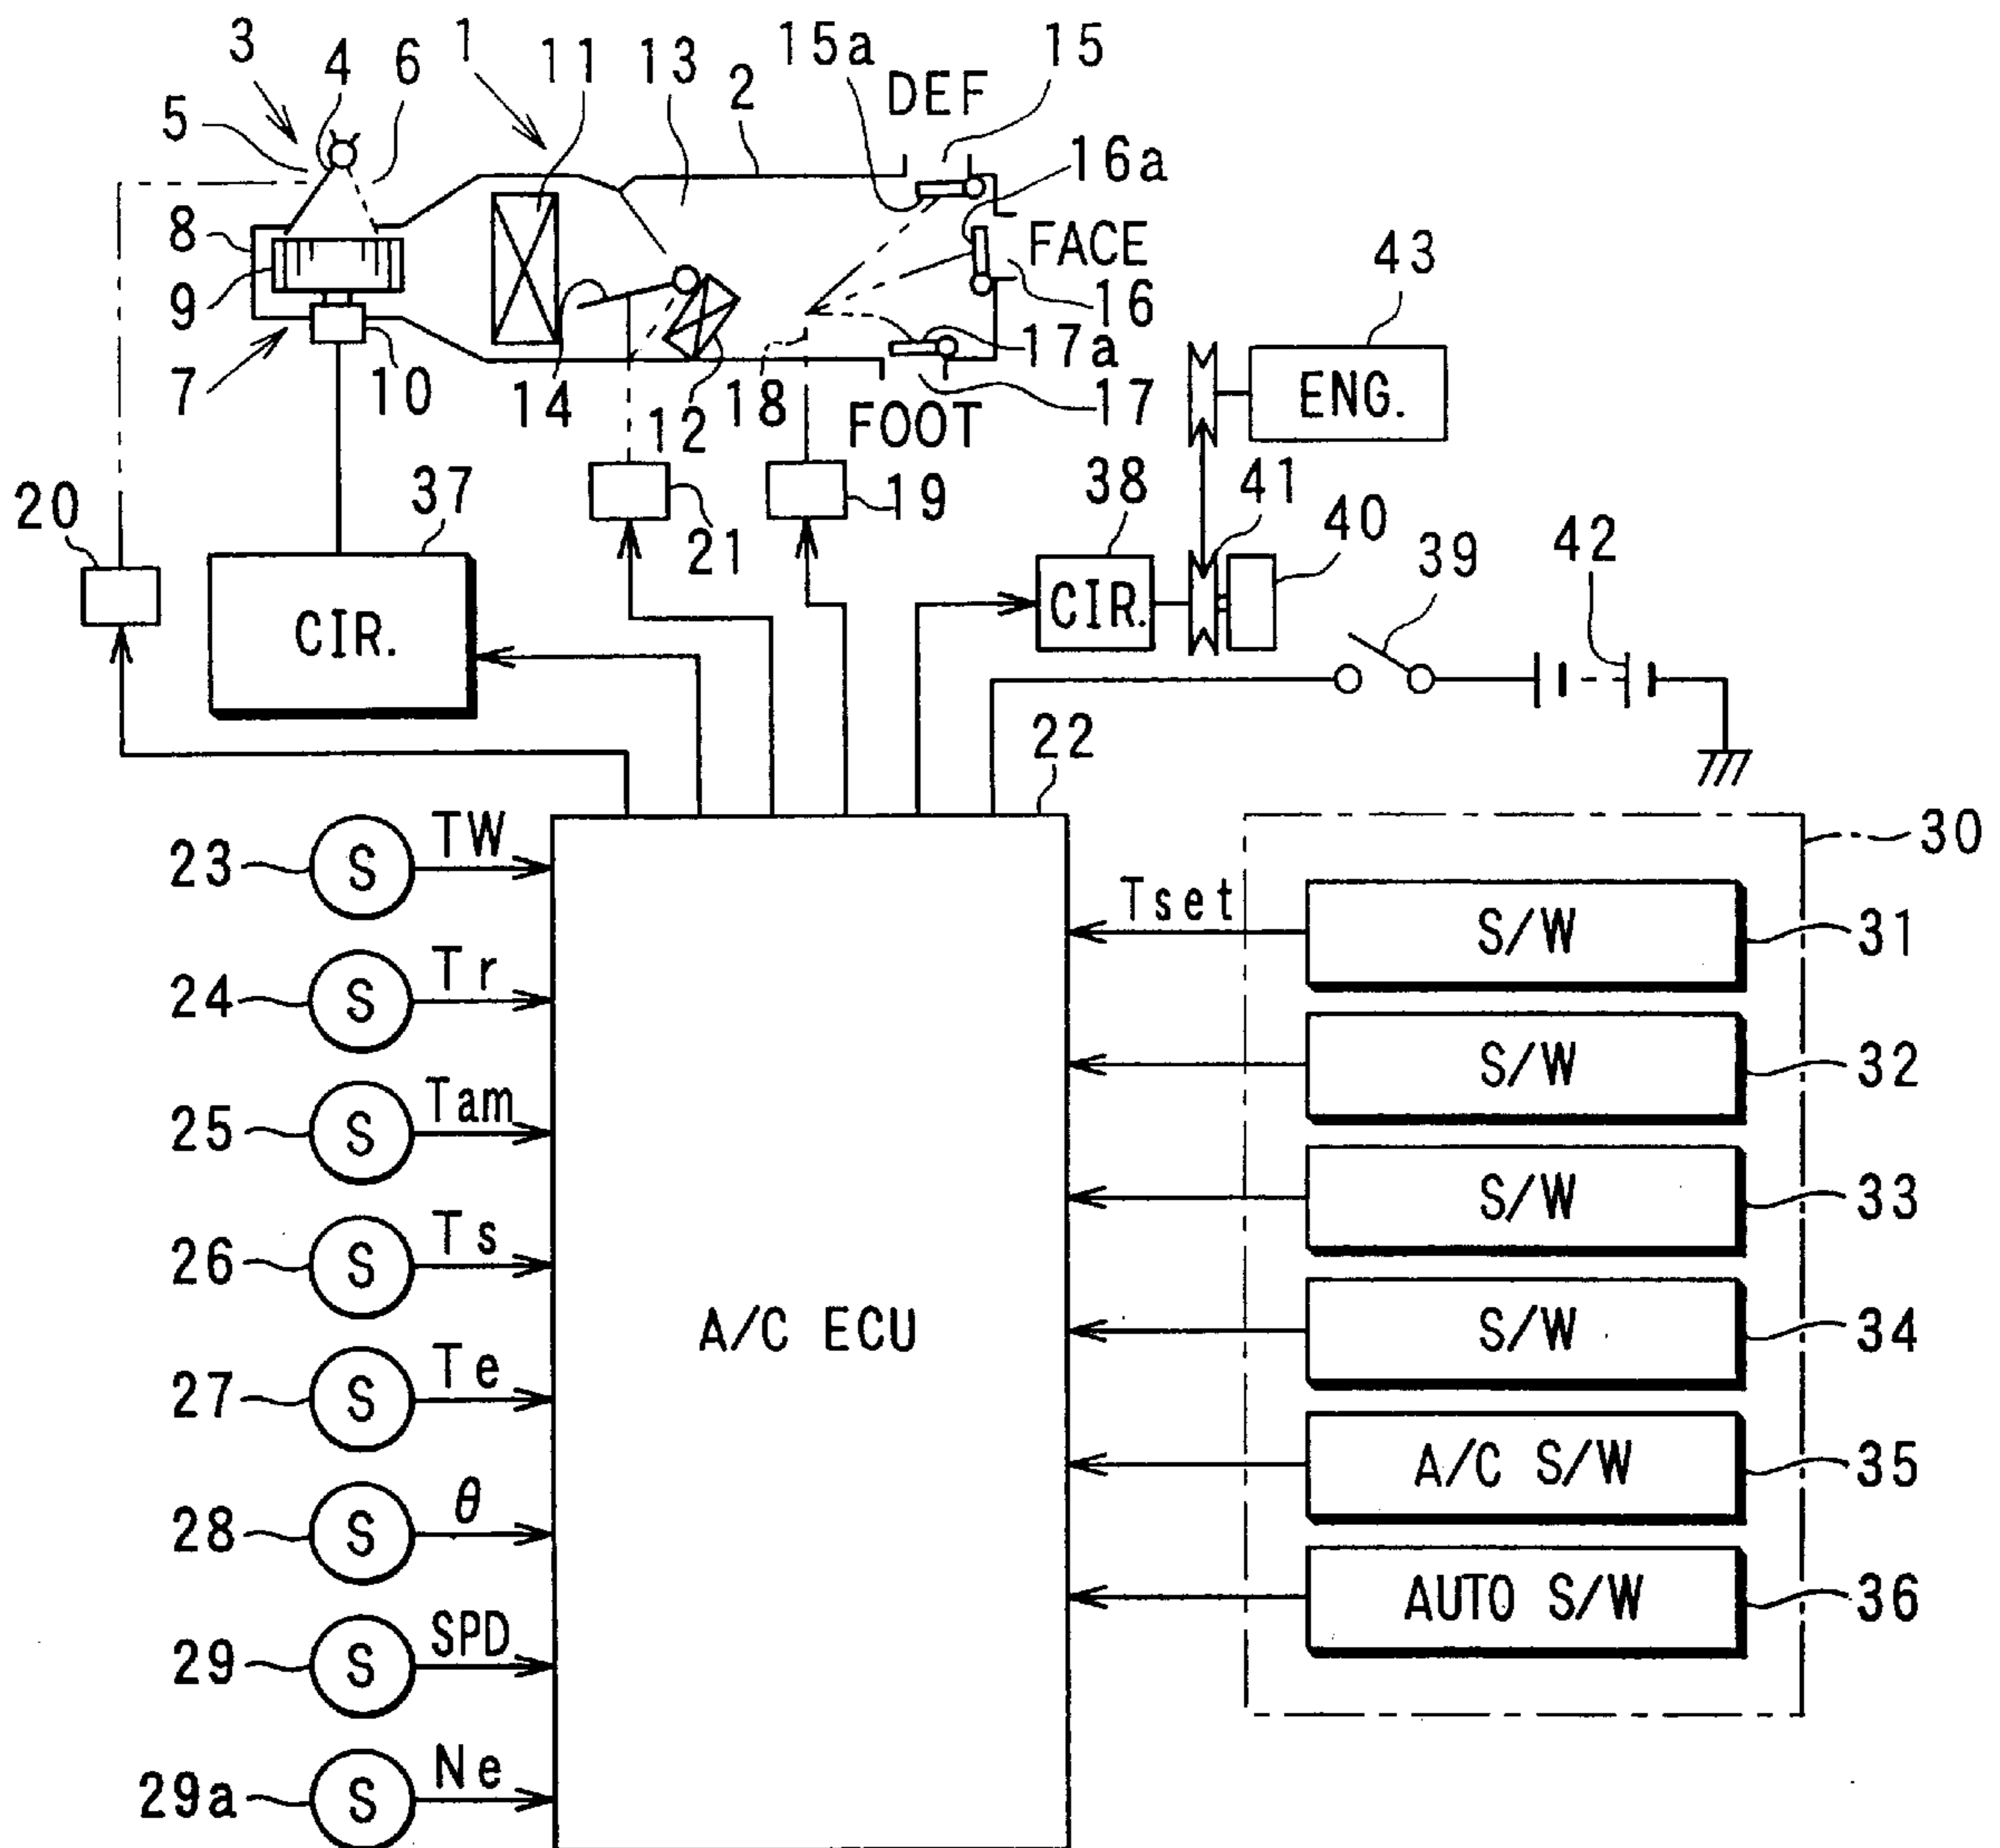 3
4
6
11
1
13
2
15a
15
DEF
5
16a
8
FACE
9
16
43
7
10
14
12
18
17a
17
FOOT
ENG.
20
37
21
19
38
41
40
CIR.
CIR.
39
42
22
23
S
TW
30
24
S
Tr
Tset
S/W
31
25
S
Tam
S/W
32
26
S
Ts
S/W
33
27
S
Te
A/C ECU
S/W
34
28
S
θ
A/C S/W
35
29
S
SPD
AUTO S/W
36
29a
S
Ne